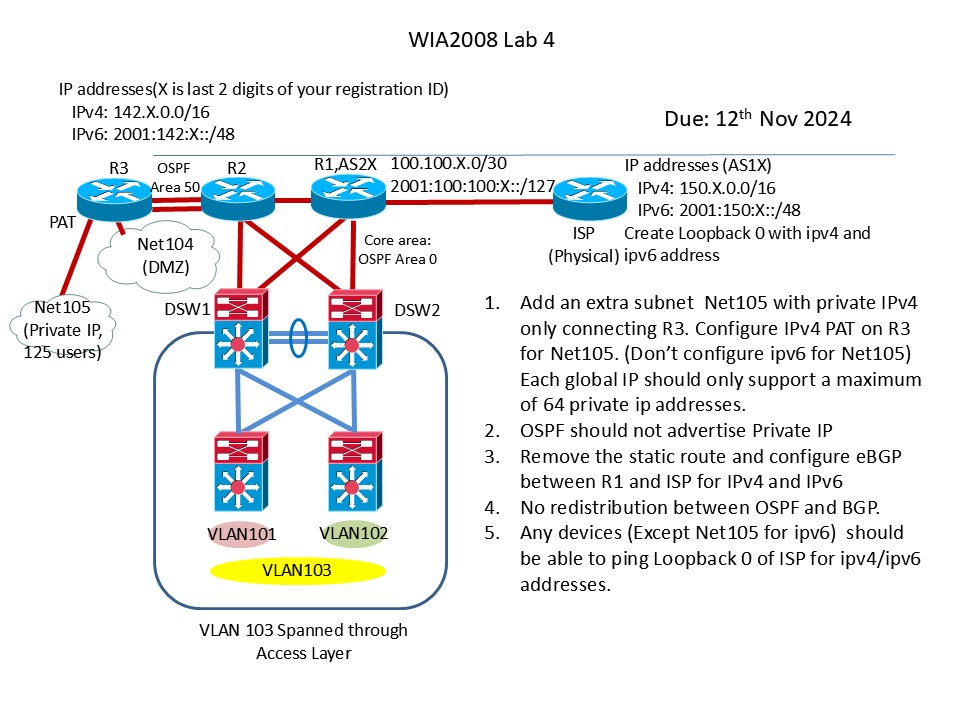 WIA2008 Lab 4
IP addresses(X is last 2 digits of your registration ID)
IPv4: 142.X.0.0/16
IPv6: 2001:142:X::/48
Due: 12th Nov 2024
R3
OSPF
Area 50
R2
R1,AS2X
100.100.X.0/30
2001:100:100:X::/127
IP addresses (AS1X)
IPv4: 150.X.0.0/16
IPv6: 2001:150:X::/48
Create Loopback 0 with ipv4 and
ipv6 address
ISP
(Physical)
PAT
Net104
(DMZ)
Core area:
OSPF Area 0
Net105
(Private IP,
125 users)
DSW1
DSW2
1. Add an extra subnet Net105 with private IPv4
only connecting R3. Configure IPv4 PAT on R3
for Net105. (Don’t configure ipv6 for Net105)
Each global IP should only support a maximum
of 64 private ip addresses.
2. OSPF should not advertise Private IP
3. Remove the static route and configure eBGP
between R1 and ISP for IPv4 and IPv6
4. No redistribution between OSPF and BGP.
5. Any devices (Except Net105 for ipv6) should
be able to ping Loopback 0 of ISP for ipv4/ipv6
addresses.
VLAN101
VLAN102
VLAN103
VLAN 103 Spanned through
Access Layer